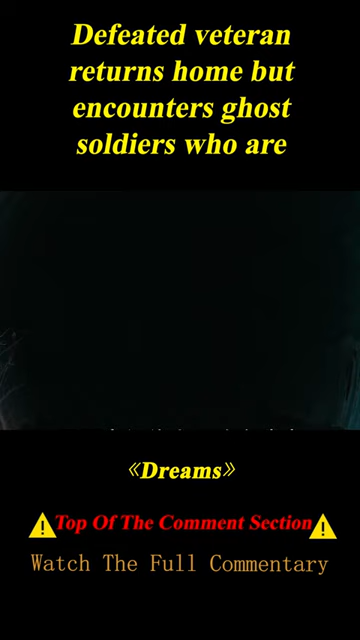 Defeated veteran
returns home but
encounters ghost
soldiers who are
《Dreams》
Top Of The Comment Section
Watch The Full Commentary